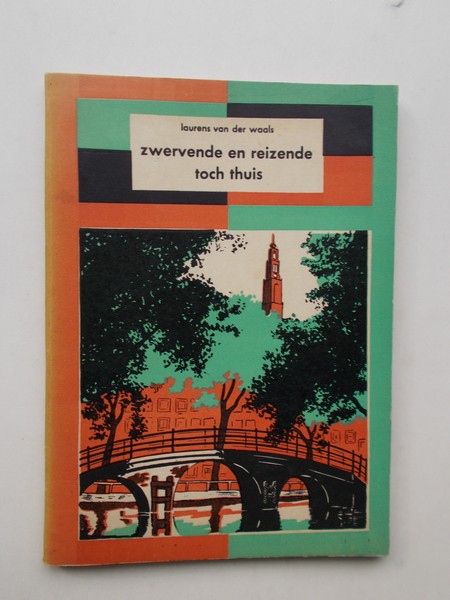 laurens van der waals
zwervende en reizende
toch thuis